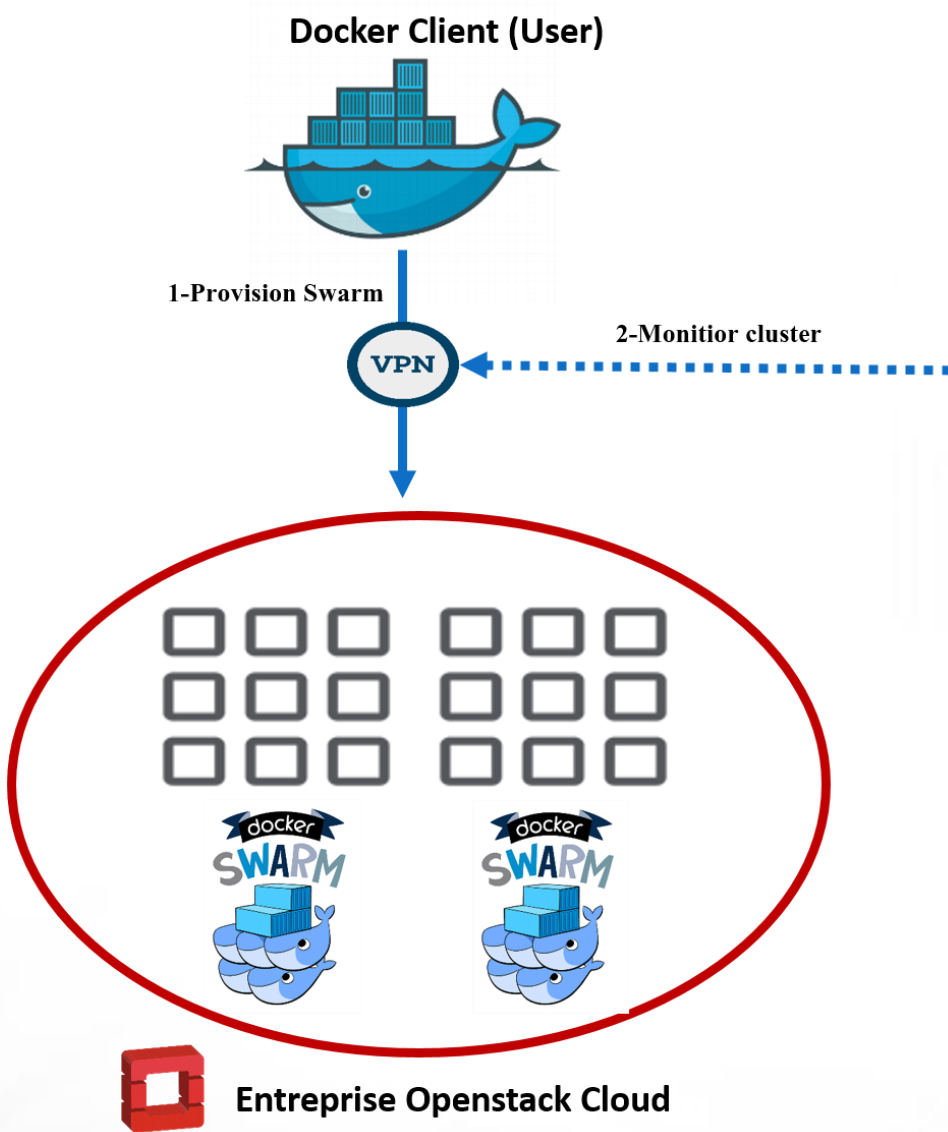 Docker Client (User)
1-Provision Swarm
2-Monitior cluster
VPN
docker docker
SWARM SWARM
Entreprise Openstack Cloud